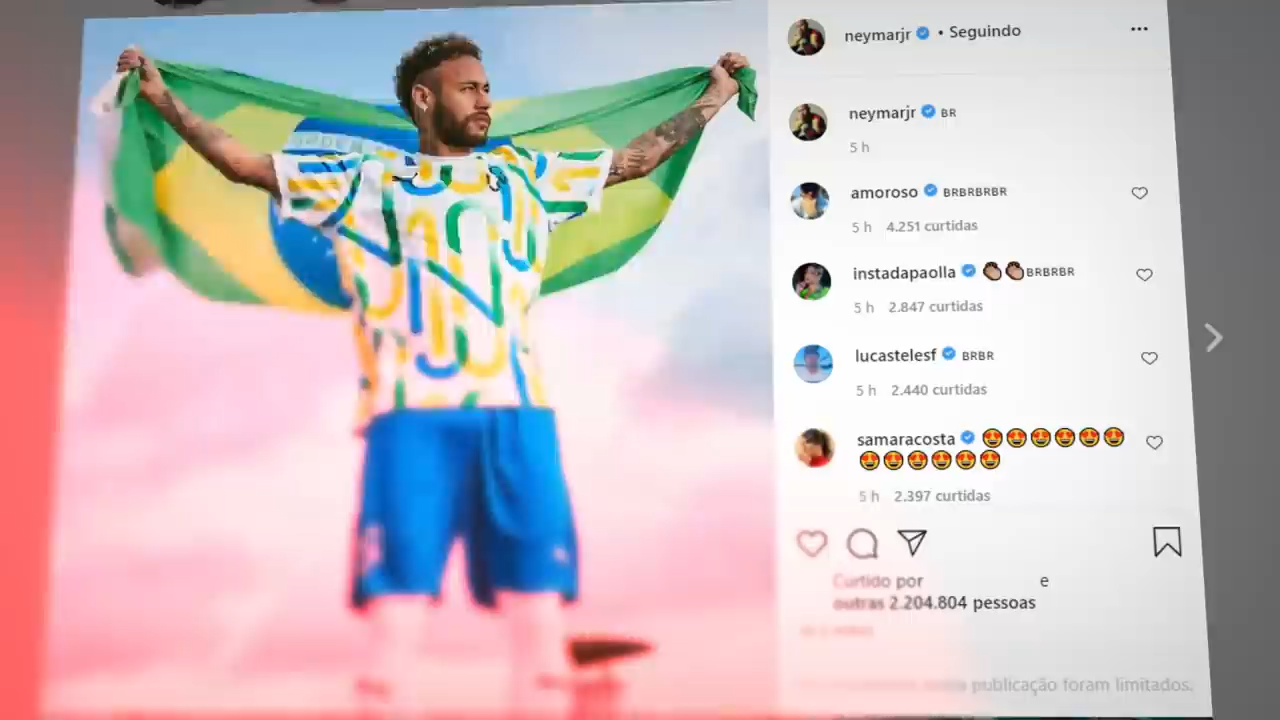 neymarjr • Seguindo
neymarjr BR
5 h
amoroso BRBRBRBR
5 h 4.251 curtidas
instadapaolla 👏🏽👏🏽BRBRBR
5 h 2.847 curtidas
lucastelesf BRBR
5 h 2.440 curtidas
samaracosta 😍😍😍😍😍😍
😍😍😍😍😍😍
5 h 2.397 curtidas
Curtido por e
outras 2.204.804 pessoas
publicação foram limitados.